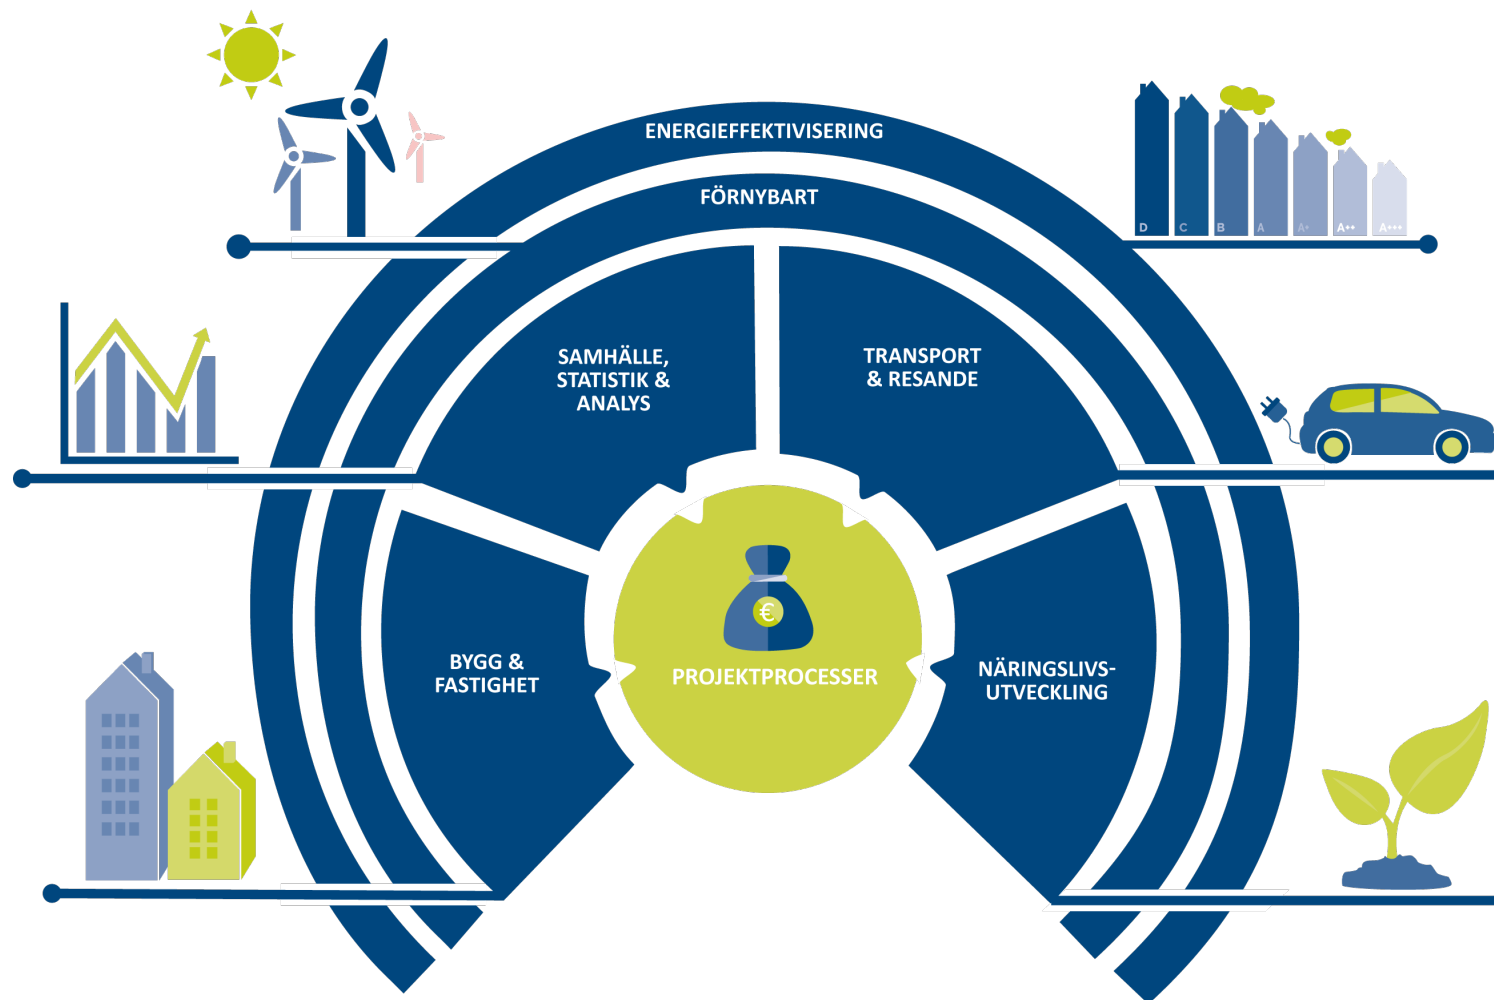 ENERGIEFFEKTIVISERING
FÖRNYBART
D C B A A+ A++ A+++
SAMHÄLLE,
STATISTIK &
ANALYS
TRANSPORT
& RESANDE
BYGG &
FASTIGHET
€
PROJEKTPROCESSER
NÄRINGSLIVS-
UTVECKLING